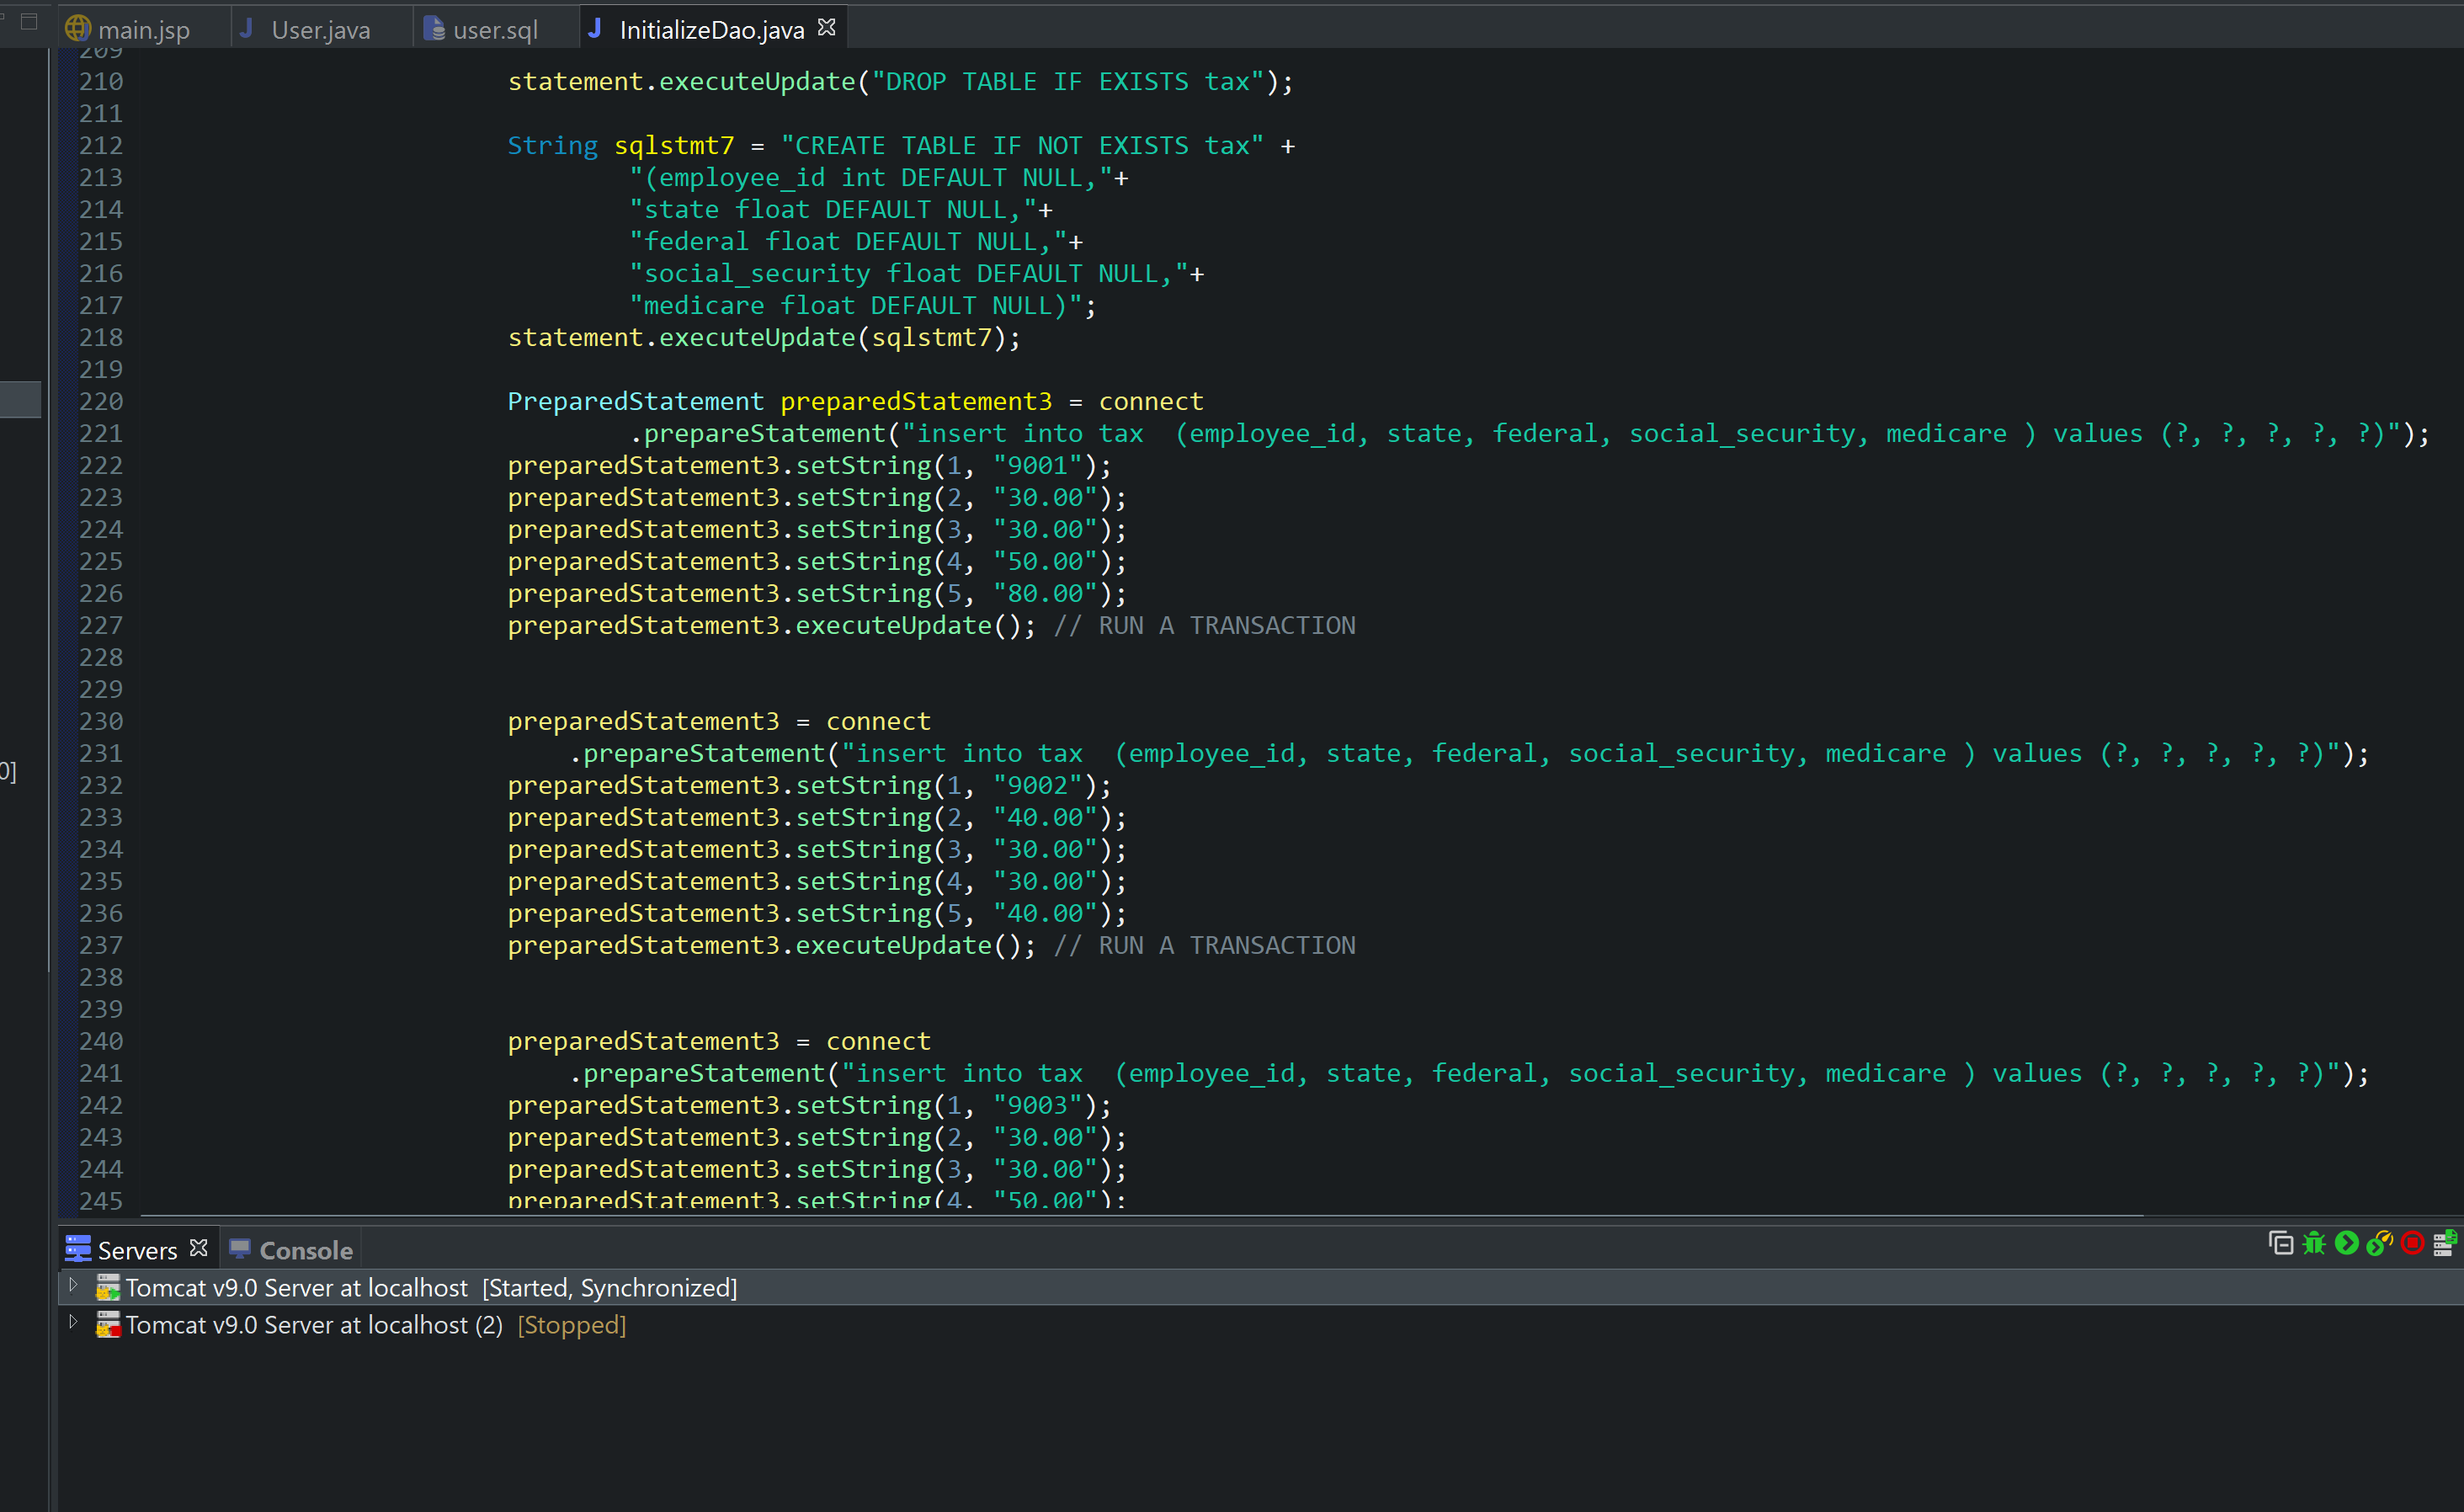 main.jsp User.java user.sql InitializeDao.java
209
210 statement.executeUpdate("DROP TABLE IF EXISTS tax");
211
212 String sqlstmt7 = "CREATE TABLE IF NOT EXISTS tax" +
213 "(employee_id int DEFAULT NULL,"+
214 "state float DEFAULT NULL,"+
215 "federal float DEFAULT NULL,"+
216 "social_security float DEFAULT NULL,"+
217 "medicare float DEFAULT NULL)";
218 statement.executeUpdate(sqlstmt7);
219
220 PreparedStatement preparedStatement3 = connect
221 .prepareStatement("insert into tax  (employee_id, state, federal, social_security, medicare ) values (?, ?, ?, ?, ?)");
222 preparedStatement3.setString(1, "9001");
223 preparedStatement3.setString(2, "30.00");
224 preparedStatement3.setString(3, "30.00");
225 preparedStatement3.setString(4, "50.00");
226 preparedStatement3.setString(5, "80.00");
227 preparedStatement3.executeUpdate(); // RUN A TRANSACTION
228
229
230 preparedStatement3 = connect
0]
231 .prepareStatement("insert into tax  (employee_id, state, federal, social_security, medicare ) values (?, ?, ?, ?, ?)");
232 preparedStatement3.setString(1, "9002");
233 preparedStatement3.setString(2, "40.00");
234 preparedStatement3.setString(3, "30.00");
235 preparedStatement3.setString(4, "30.00");
236 preparedStatement3.setString(5, "40.00");
237 preparedStatement3.executeUpdate(); // RUN A TRANSACTION
238
239
240 preparedStatement3 = connect
241 .prepareStatement("insert into tax  (employee_id, state, federal, social_security, medicare ) values (?, ?, ?, ?, ?)");
242 preparedStatement3.setString(1, "9003");
243 preparedStatement3.setString(2, "30.00");
244 preparedStatement3.setString(3, "30.00");
245 preparedStatement3.setString(4, "50.00");
Servers Console
Tomcat v9.0 Server at localhost [Started, Synchronized]
Tomcat v9.0 Server at localhost (2) [Stopped]